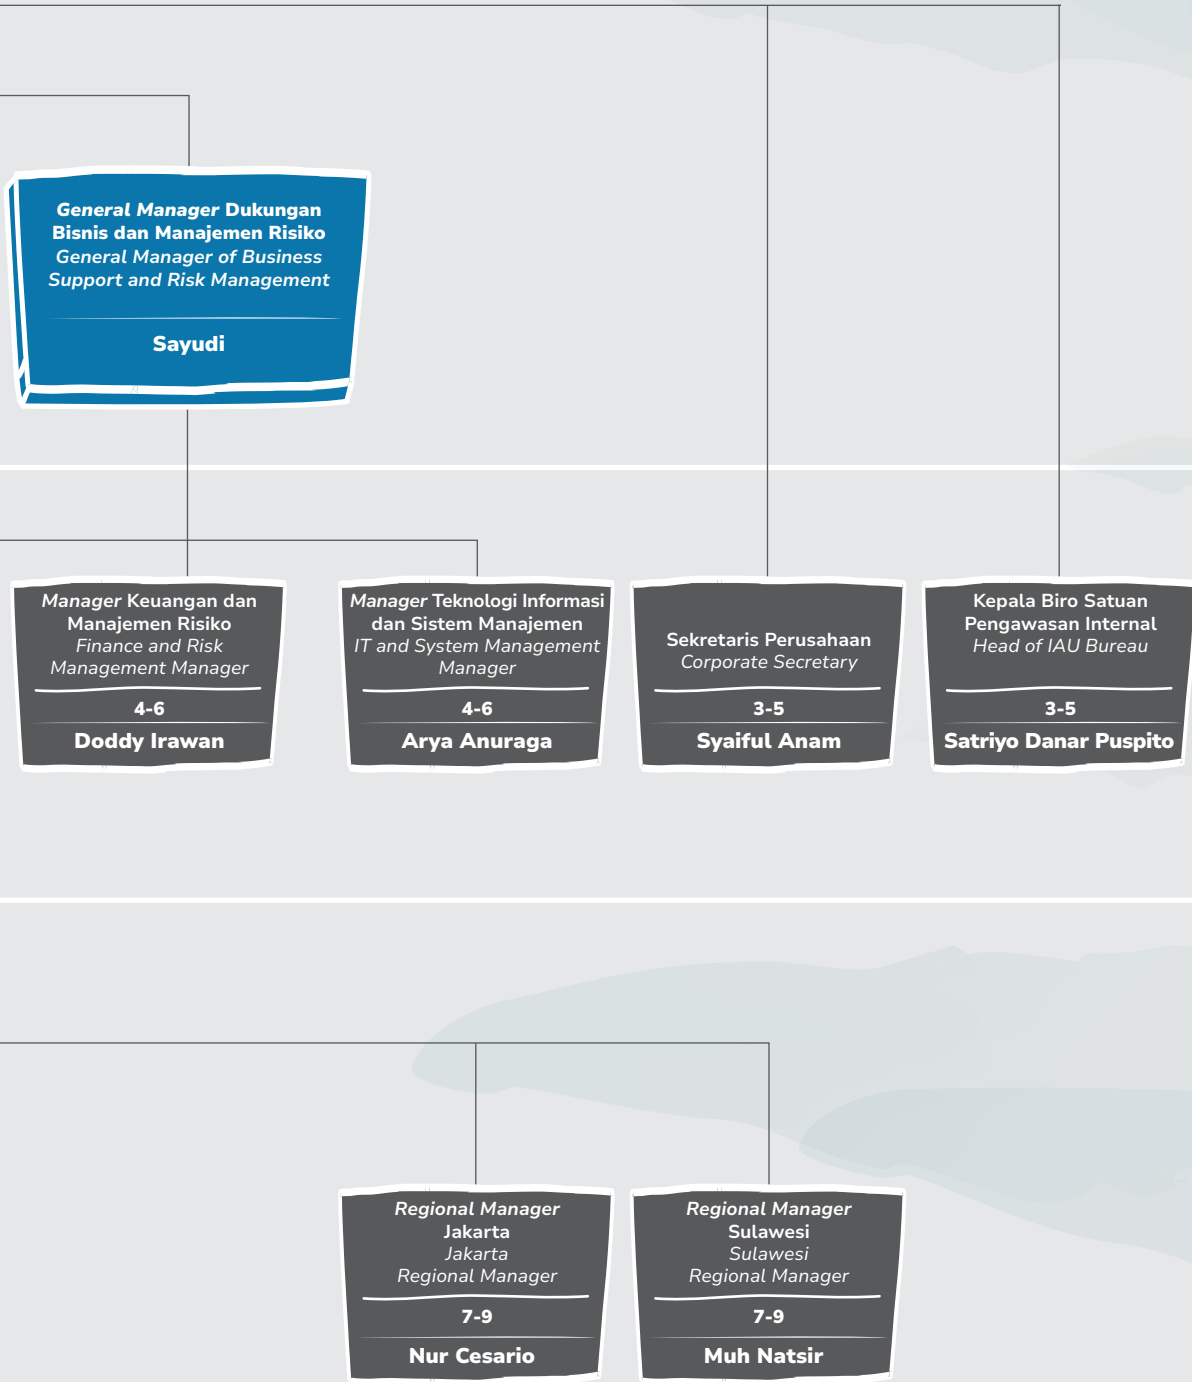 General Manager Dukungan
Bisnis dan Manajemen Risiko
General Manager of Business
Support and Risk Management
Sayudi
Manager Keuangan dan
Manajemen Risiko
Finance and Risk
Management Manager
4-6
Doddy Irawan
Manager Teknologi Informasi
dan Sistem Manajemen
IT and System Management
Manager
4-6
Arya Anuraga
Sekretaris Perusahaan
Corporate Secretary
3-5
Syaiful Anam
Kepala Biro Satuan
Pengawasan Internal
Head of IAU Bureau
3-5
Satriyo Danar Puspito
Regional Manager
Jakarta
Jakarta
Regional Manager
7-9
Nur Cesario
Regional Manager
Sulawesi
Sulawesi
Regional Manager
7-9
Muh Natsir